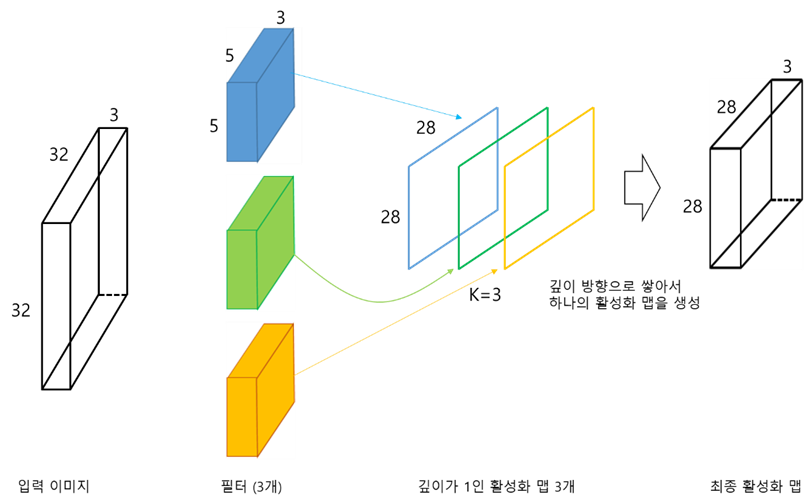 3
32
32
3
5
5
28
28
K=3
깊이 방향으로 쌓아서
하나의 활성화 맵을 생성
3
28
28
입력 이미지
필터 (3개)
깊이가 1인 활성화 맵 3개
최종 활성화 맵